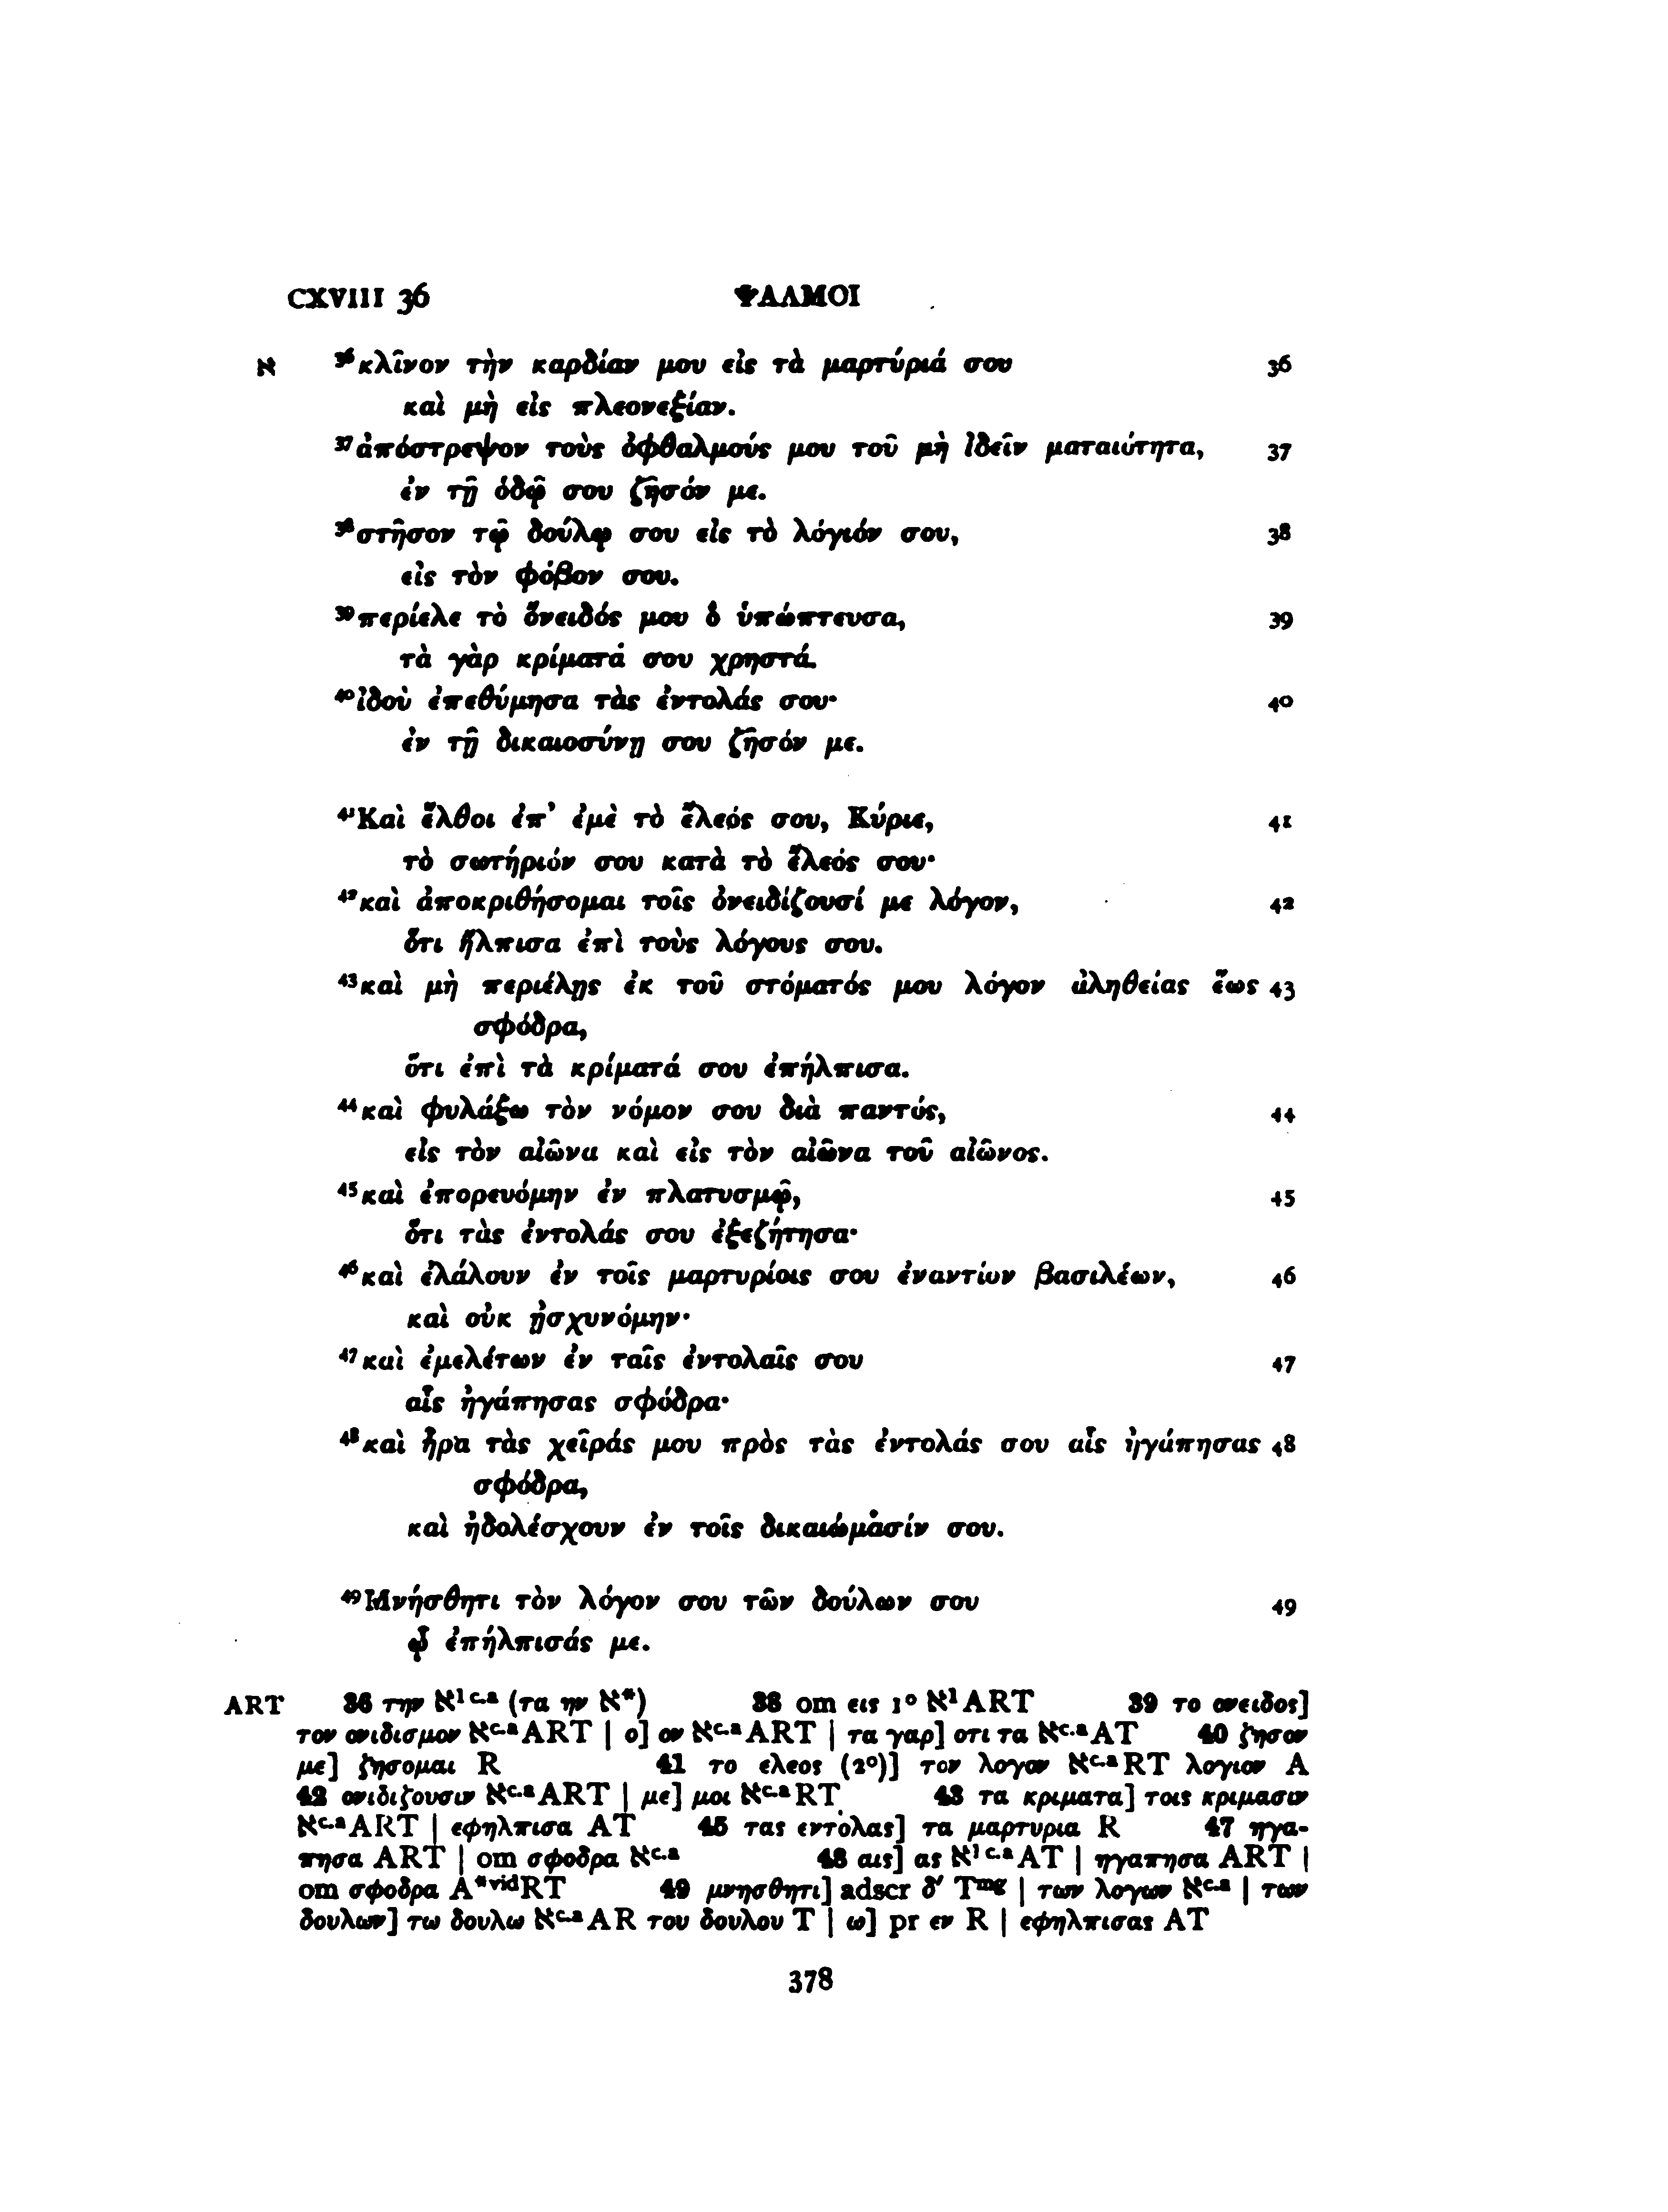 CXVIII 36 ΨΑΛΜΟΙ
א ³⁶κλῖνον τὴν καρδίαν μου εἰς τὰ μαρτύριά σου 36
καὶ μὴ εἰς πλεονεξίαν.
³⁷ἀπόστρεψον τοὺς ὀφθαλμούς μου τοῦ μὴ ἰδεῖν ματαιότητα, 37
ἐν τῇ ὁδῷ σου ζῆσόν με.
³⁸στῆσον τῷ δούλῳ σου εἰς τὸ λόγιόν σου, 38
εἰς τὸν φόβον σου.
³⁹περίελε τὸ ὄνειδός μου ὃ ὑπώπτευσα, 39
τὰ γὰρ κρίματά σου χρηστά.
⁴⁰ἰδοὺ ἐπεθύμησα τὰς ἐντολάς σου· 40
ἐν τῇ δικαιοσύνῃ σου ζῆσόν με.
⁴¹Καὶ ἔλθοι ἐπ᾽ ἐμὲ τὸ ἔλεός σου, Κύριε, 41
τὸ σωτήριόν σου κατὰ τὸ ἔλεός σου·
⁴²καὶ ἀποκριθήσομαι τοῖς ὀνειδίζουσί με λόγον, 42
ὅτι ἤλπισα ἐπὶ τοὺς λόγους σου.
⁴³καὶ μὴ περιέλῃς ἐκ τοῦ στόματός μου λόγον ἀληθείας ἕως 43
σφόδρα,
ὅτι ἐπὶ τὰ κρίματά σου ἐπήλπισα.
⁴⁴καὶ φυλάξω τὸν νόμον σου διὰ παντός, 44
εἰς τὸν αἰῶνα καὶ εἰς τὸν αἰῶνα τοῦ αἰῶνος.
⁴⁵καὶ ἐπορευόμην ἐν πλατυσμῷ, 45
ὅτι τὰς ἐντολάς σου ἐξεζήτησα·
⁴⁶καὶ ἐλάλουν ἐν τοῖς μαρτυρίοις σου ἐναντίον βασιλέων, 46
καὶ οὐκ ᾐσχυνόμην·
⁴⁷καὶ ἐμελέτων ἐν ταῖς ἐντολαῖς σου 47
αἷς ἠγάπησας σφόδρα·
⁴⁸καὶ ἦρα τὰς χεῖράς μου πρὸς τὰς ἐντολάς σου αἷς ἠγάπησας 48
σφόδρα,
καὶ ἠδολέσχουν ἐν τοῖς δικαιώμασίν σου.
⁴⁹Μνήσθητι τὸν λόγον σου τῶν δούλων σου 49
ᾧ ἐπήλπισάς με.
ART 36 την א¹ ᶜ·ᵃ (τα ην א*) 38 om εις 1° א¹ART 39 το ονειδος]
τον ονιδισμον אᶜ·ᵃART | ο] ον אᶜ·ᵃART | τα γαρ] οτι τα אᶜ·ᵃAT 40 ζησον
με] ζησομαι R 41 το ελεος (2°)] τον λογον אᶜ·ᵃRT λογιον A
42 ονιδιζουσιν אᶜ·ᵃART | με] μοι אᶜ·ᵃRT 43 τα κριματα] τοις κριμασιν
אᶜ·ᵃART | εφηλπισα AT 45 τας εντολας] τα μαρτυρια R 47 ηγα-
πησα ART | om σφοδρα אᶜ·ᵃ 48 αις] ας א¹ ᶜ·ᵃAT | ηγαπησα ART |
om σφοδρα A*ᵛⁱᵈRT 49 μνησθητι] adscr δ′ Tᵐᵍ | των λογων אᶜ·ᵃ | των
δουλων] τω δουλω אᶜ·ᵃAR του δουλου T | ω] pr εν R | εφηλπισας AT
378